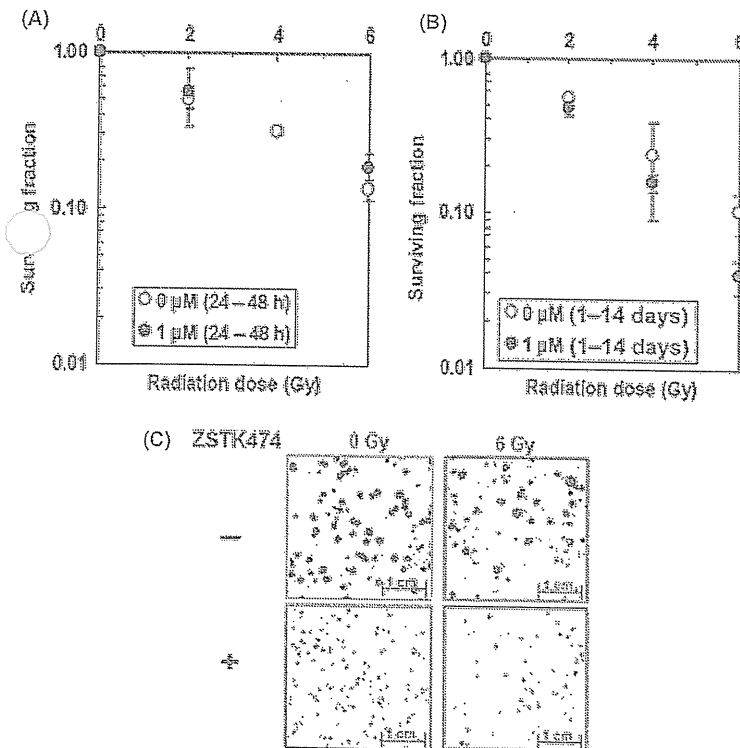 (A)
0 2 4 6
1.00
0.10
0.01
Surviving fraction
0 µM (24–48 h)
1 µM (24–48 h)
Radiation dose (Gy)
(B)
0 2 4 6
1.00
0.10
0.01
Surviving fraction
0 µM (1–14 days)
1 µM (1–14 days)
Radiation dose (Gy)
(C) ZSTK474 0 Gy 6 Gy
−
1 cm 1 cm
+
1 cm 1 cm